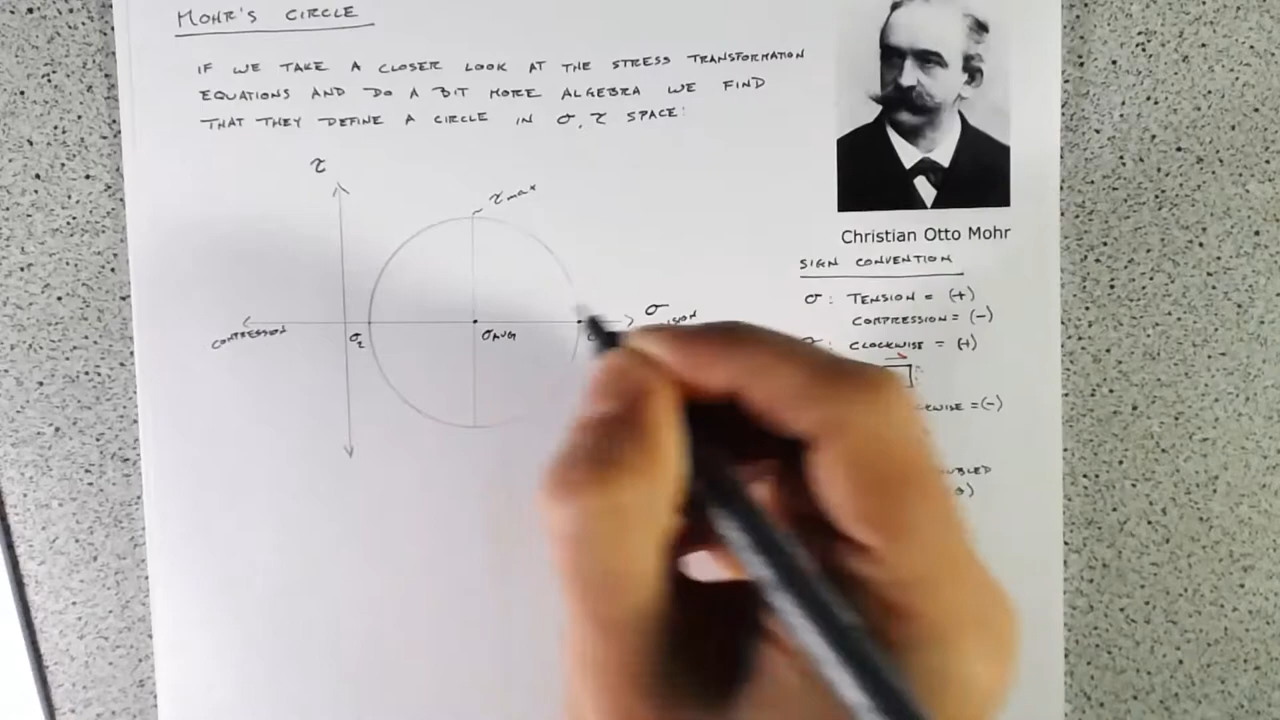 MOHR'S CIRCLE
IF WE TAKE A CLOSER LOOK AT THE STRESS TRANSFORMATION
EQUATIONS AND DO A BIT MORE ALGEBRA WE FIND
THAT THEY DEFINE A CIRCLE IN σ, τ SPACE:
τ
τmax
σ
COMPRESSION
σ2
σAVG
Christian Otto Mohr
SIGN CONVENTION
σ: TENSION = (+)
COMPRESSION = (-)
CLOCKWISE = (+)
= (-)